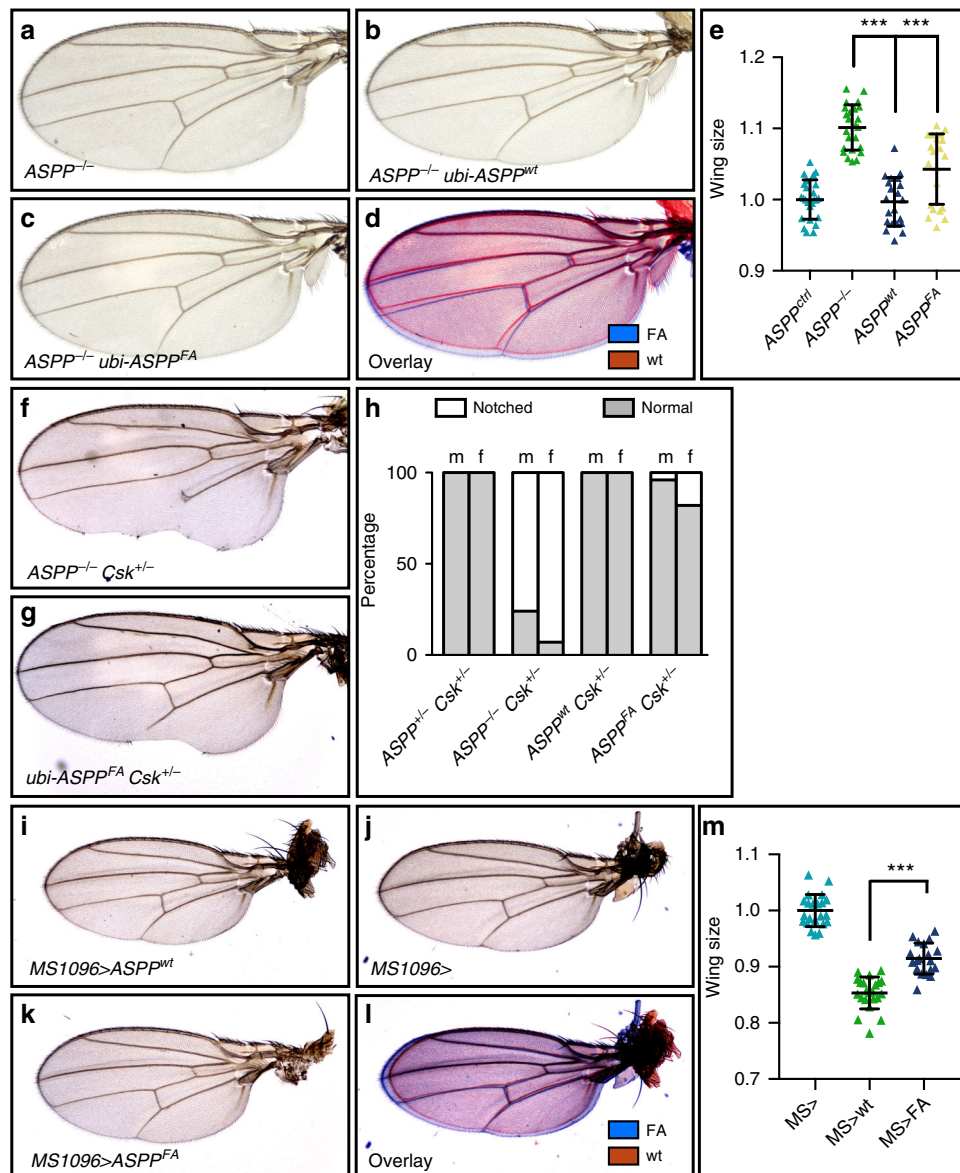 a
ASPP–/–
b
ASPP–/– ubi-ASPPwt
c
ASPP–/– ubi-ASPPFA
d
FA
wt
Overlay
e
*** ***
Wing size
1.2
1.1
1.0
0.9
ASPPctrl
ASPP–/–
ASPPwt
ASPPFA
f
ASPP–/– Csk+/–
g
ubi-ASPPFA Csk+/–
h
Notched
Normal
m f m f m f m f
Percentage
100
50
0
ASPP+/– Csk+/–
ASPP–/– Csk+/–
ASPPwt Csk+/–
ASPPFA Csk+/–
i
MS1096>ASPPwt
j
MS1096>
k
MS1096>ASPPFA
l
FA
wt
Overlay
m
***
Wing size
1.1
1.0
0.9
0.8
0.7
MS>
MS>wt
MS>FA